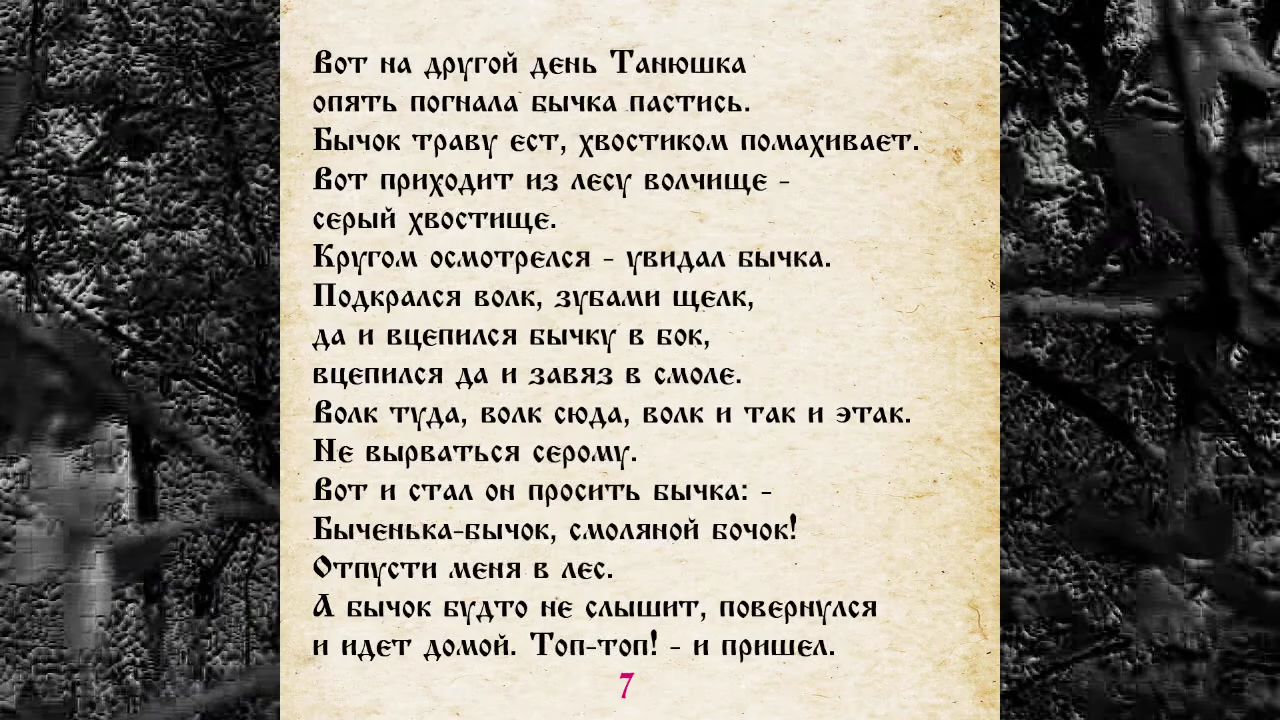 Вот на другой день Танюшка
опять погнала бычка пастись.
Бычок траву ест, хвостиком помахивает.
Вот приходит из лесу волчище -
серый хвостище.
Кругом осмотрелся - увидал бычка.
Подкрался волк, зубами щелк,
да и вцепился бычку в бок,
вцепился да и завяз в смоле.
Волк туда, волк сюда, волк и так и этак.
Не вырваться серому.
Вот и стал он просить бычка: -
Быченька-бычок, смоляной бочок!
Отпусти меня в лес.
А бычок будто не слышит, повернулся
и идет домой. Топ-топ! - и пришел.
7